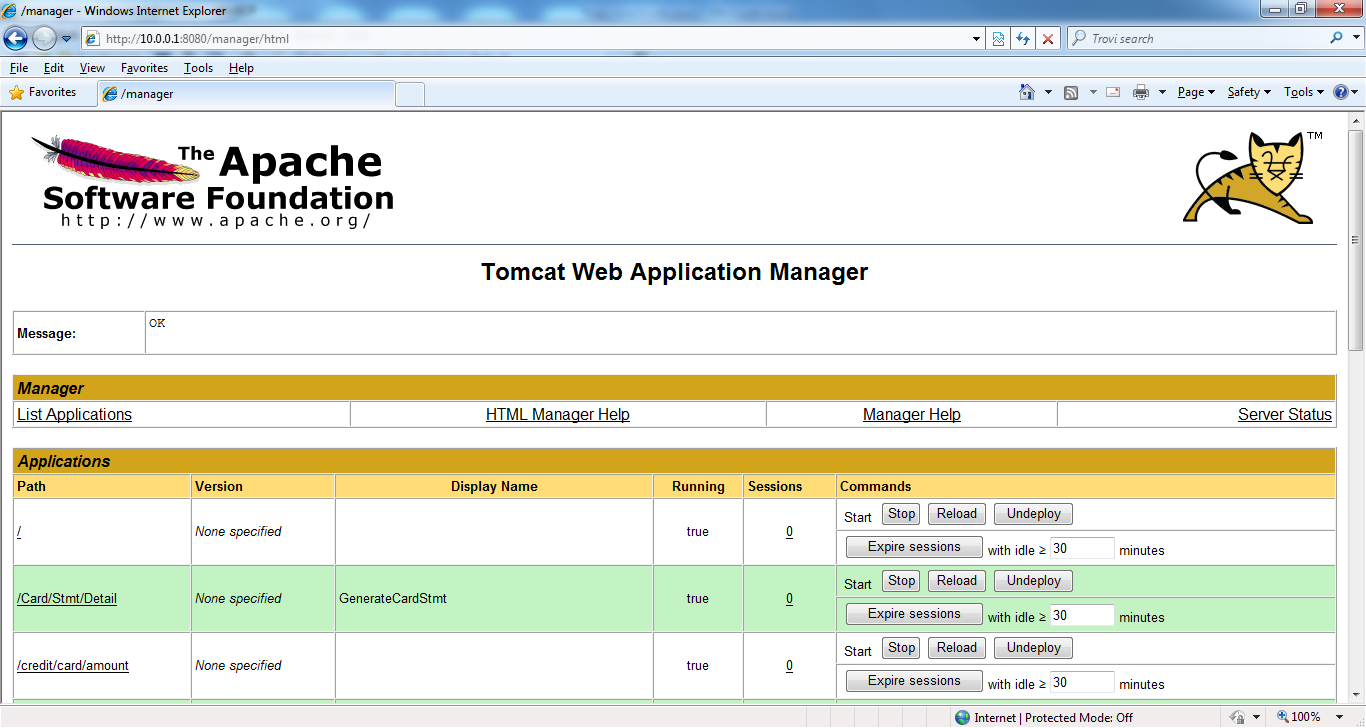 /manager - Windows Internet Explorer
http://10.0.0.1:8080/manager/html
Trovi search
File Edit View Favorites Tools Help
Favorites /manager Page Safety Tools
The Apache TM
Software Foundation
http://www.apache.org/
Tomcat Web Application Manager
Message: OK
Manager
List Applications HTML Manager Help Manager Help Server Status
Applications
Path Version Display Name Running Sessions Commands
/ None specified true 0 Start Stop Reload Undeploy
Expire sessions with idle ≥ 30 minutes
/Card/Stmt/Detail None specified GenerateCardStmt true 0 Start Stop Reload Undeploy
Expire sessions with idle ≥ 30 minutes
/credit/card/amount None specified true 0 Start Stop Reload Undeploy
Expire sessions with idle ≥ 30 minutes
Internet | Protected Mode: Off 100%